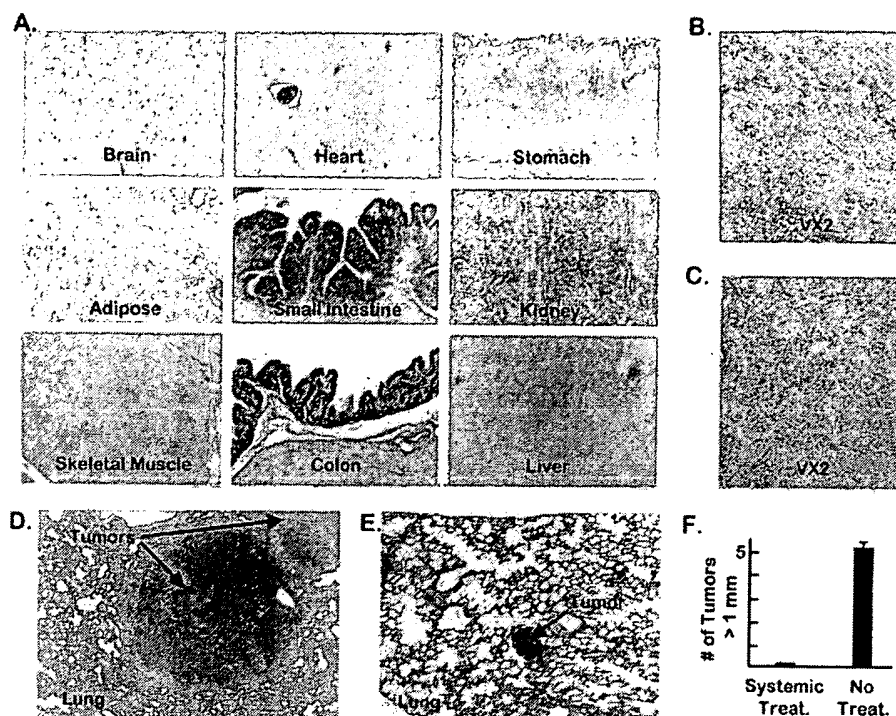 A.
Brain
Heart
Stomach
Adipose
Small Intestine
Kidney
Skeletal Muscle
Colon
Liver
B.
VX2
C.
VX2
D.
Tumors
Lung
E.
Tumor
Lung
F.
# of Tumors
> 1 mm
5
Systemic
Treat.
No
Treat.